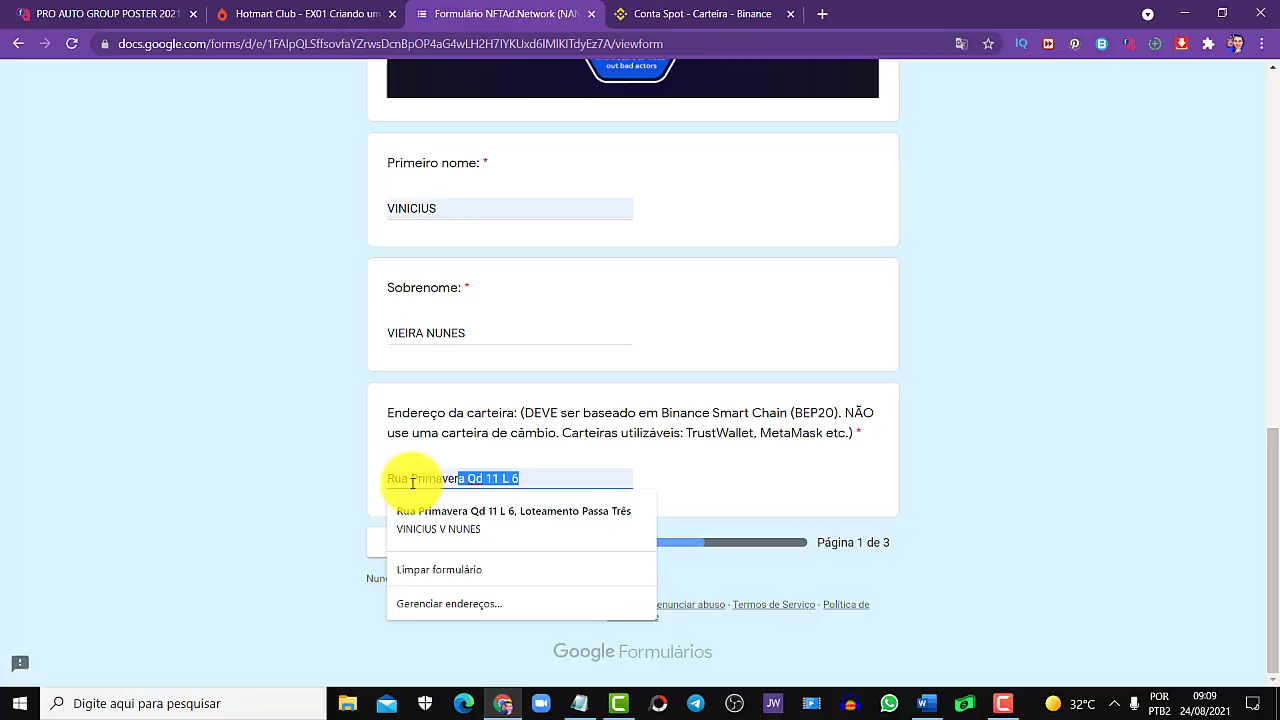 PRO AUTO GROUP POSTER 2021
Hotmart Club - EX01 Criando um
Formulário NFTAd.Network (NAN
Conta Spot - Carteira - Binance
docs.google.com/forms/d/e/1FAIpQLSffsovfaYZrwsDcnBpOP4aG4wLH2H7IYKUxd6lMlKITdyEz7A/viewform
out bad actors
Primeiro nome: *
VINICIUS
Sobrenome: *
VIEIRA NUNES
Endereço da carteira: (DEVE ser baseado em Binance Smart Chain (BEP20). NÃO
use uma carteira de câmbio. Carteiras utilizáveis: TrustWallet, MetaMask etc.) *
Rua Primavera Qd 11 L 6
Rua Primavera Qd 11 L 6, Loteamento Passa Três
VINICIUS V NUNES
Página 1 de 3
Limpar formulário
Gerenciar endereços...
enunciar abuso - Termos de Serviço - Política de
Google Formulários
Digite aqui para pesquisar
JW
32°C
POR
PTB2
09:09
24/08/2021